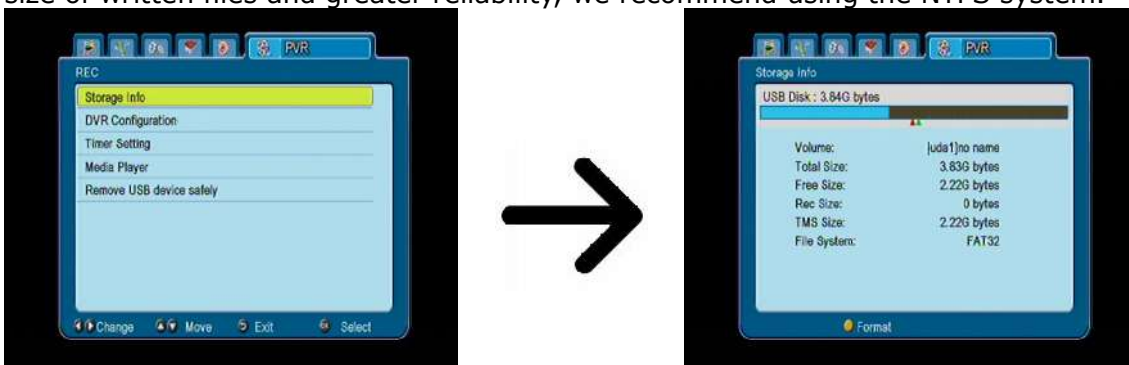 size of written files and greater reliability, we recommend using the NTFS system.
PVR
REC
Storage Info
DVR Configuration
Timer Setting
Media Player
Remove USB device safely
Change Move Exit Select
PVR
Storage Info
USB Disk : 3.84G bytes
Volume: [uda1]no name
Total Size: 3.83G bytes
Free Size: 2.22G bytes
Rec Size: 0 bytes
TMS Size: 2.22G bytes
File System: FAT32
Format